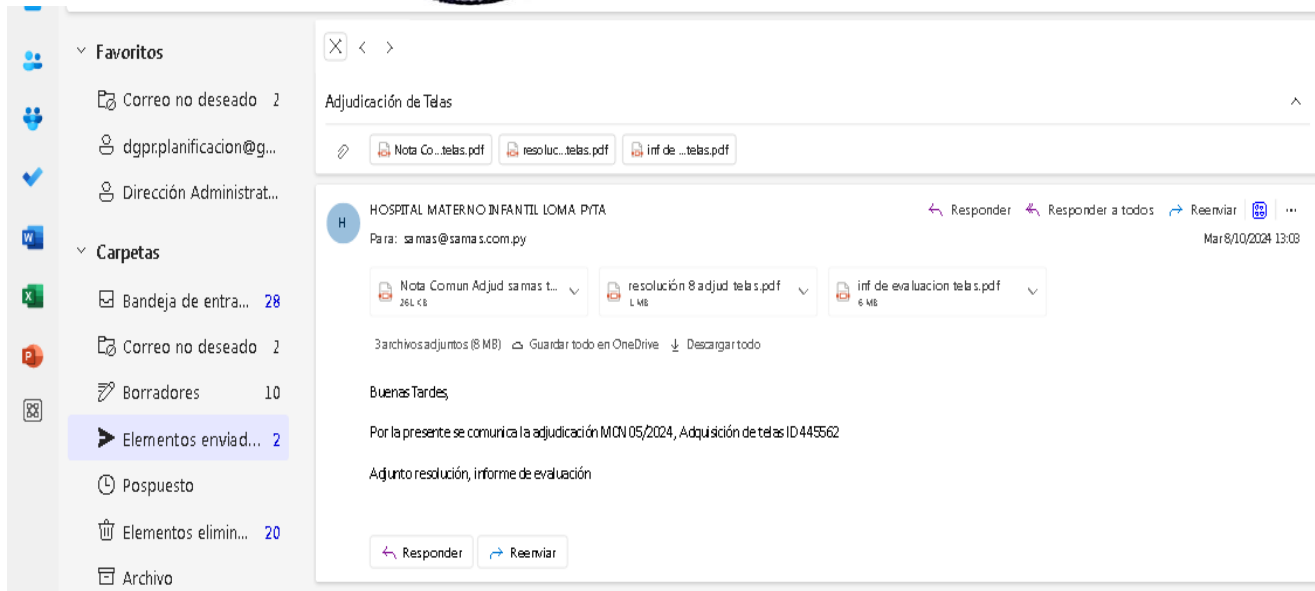 Favoritos
Correo no deseado 2
dgpr.planificacion@g...
Dirección Administrat...
Carpetas
Bandeja de entra... 28
Correo no deseado 2
Borradores 10
Elementos enviad... 2
Pospuesto
Elementos elimin... 20
Archivo
Adjudicación de Telas
Nota Co...telas.pdf resoluc...telas.pdf inf de ...telas.pdf
H
HOSPITAL MATERNO INFANTIL LOMA PYTA
Responder Responder a todos Reenviar ...
Para: samas@samas.com.py
Mar 8/10/2024 13:03
Nota Comun Adjud samas t... resolución 8 adjud telas.pdf inf de evaluacion telas.pdf
261 KB 1 MB 6 MB
3 archivos adjuntos (8 MB) Guardar todo en OneDrive Descargar todo
Buenas Tardes,
Por la presente se comunica la adjudicación MCN 05/2024, Adquisición de telas ID 445562
Adjunto resolución, informe de evaluación
Responder Reenviar